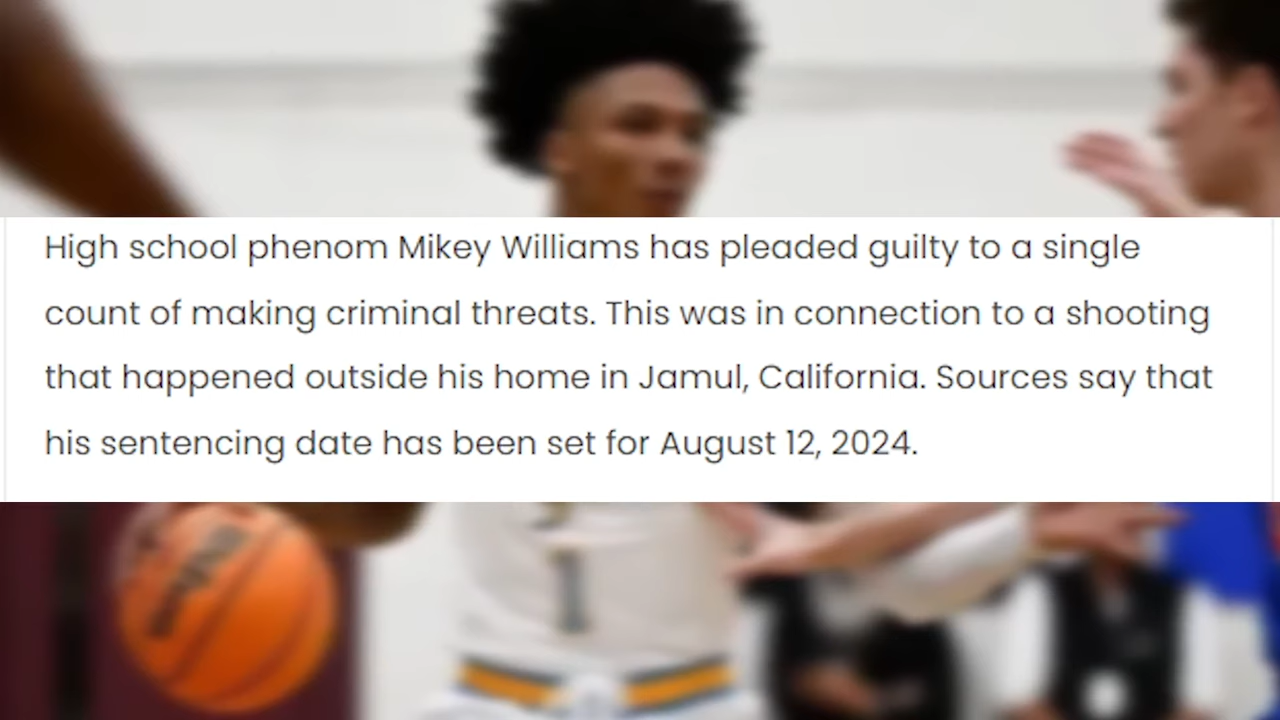 High school phenom Mikey Williams has pleaded guilty to a single
count of making criminal threats. This was in connection to a shooting
that happened outside his home in Jamul, California. Sources say that
his sentencing date has been set for August 12, 2024.
1